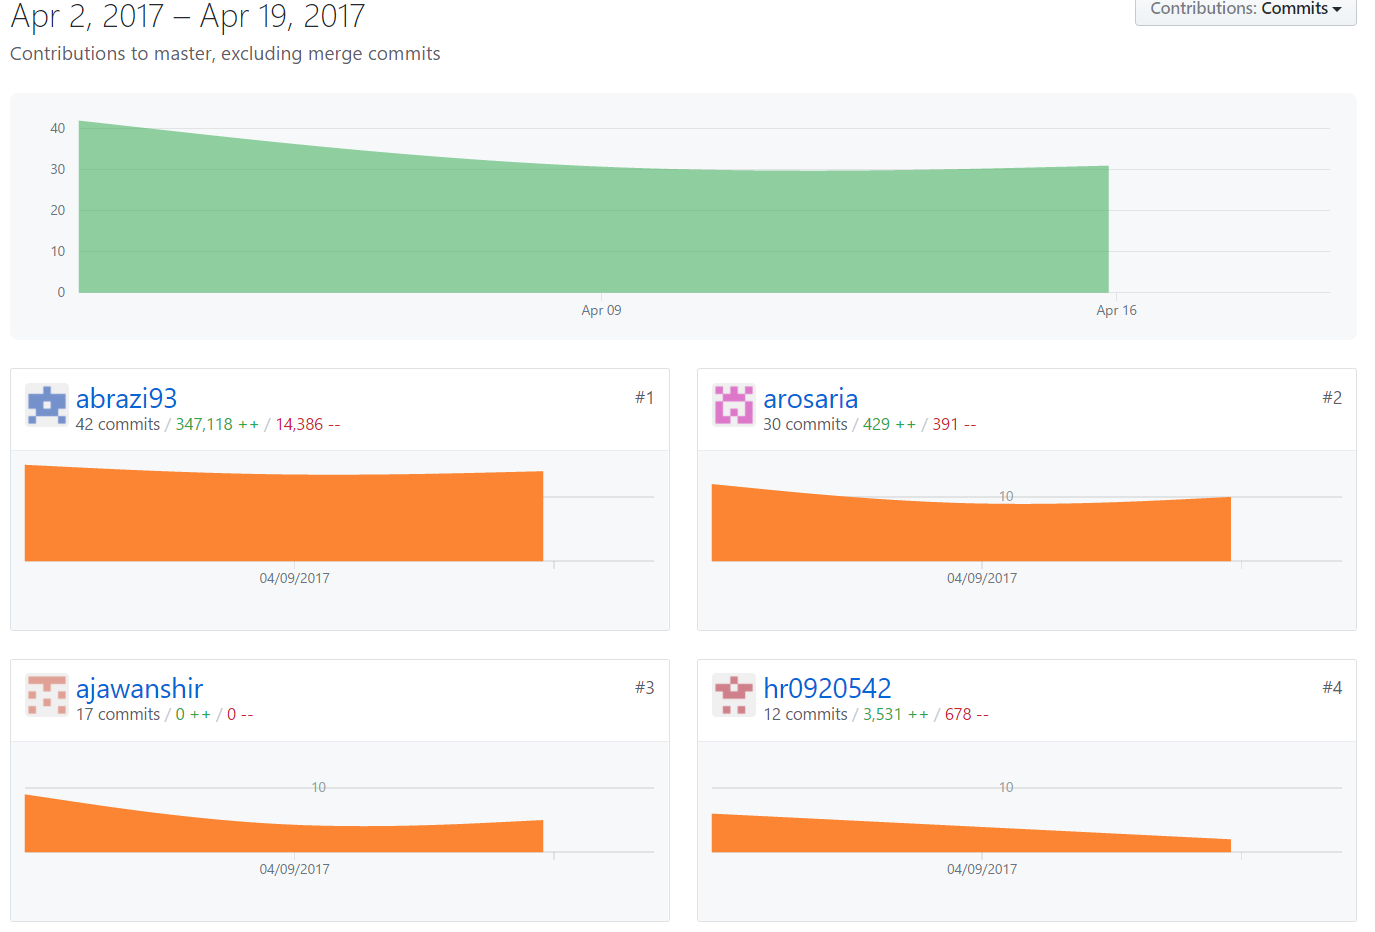 Apr 2, 2017 – Apr 19, 2017
Contributions: Commits
Contributions to master, excluding merge commits
40
30
20
10
0
Apr 09
Apr 16
abrazi93
#1
42 commits / 347,118 ++ / 14,386 --
04/09/2017
arosaria
#2
30 commits / 429 ++ / 391 --
10
04/09/2017
ajawanshir
#3
17 commits / 0 ++ / 0 --
10
04/09/2017
hr0920542
#4
12 commits / 3,531 ++ / 678 --
10
04/09/2017